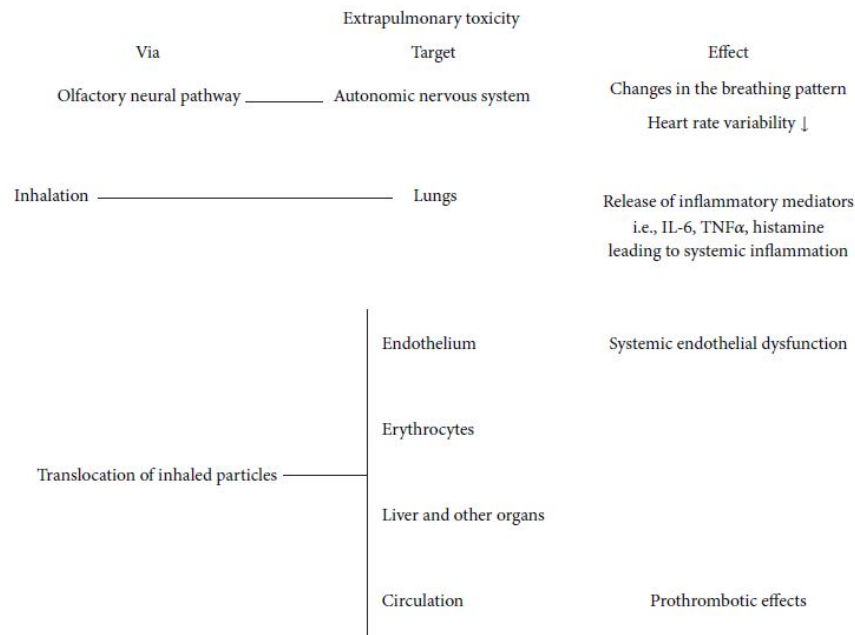 Extrapulmonary toxicity
Via Target Effect
Olfactory neural pathway Autonomic nervous system Changes in the breathing pattern
Heart rate variability ↓
Inhalation Lungs Release of inflammatory mediators
i.e., IL-6, TNFα, histamine
leading to systemic inflammation
Endothelium Systemic endothelial dysfunction
Erythrocytes
Translocation of inhaled particles
Liver and other organs
Circulation Prothrombotic effects